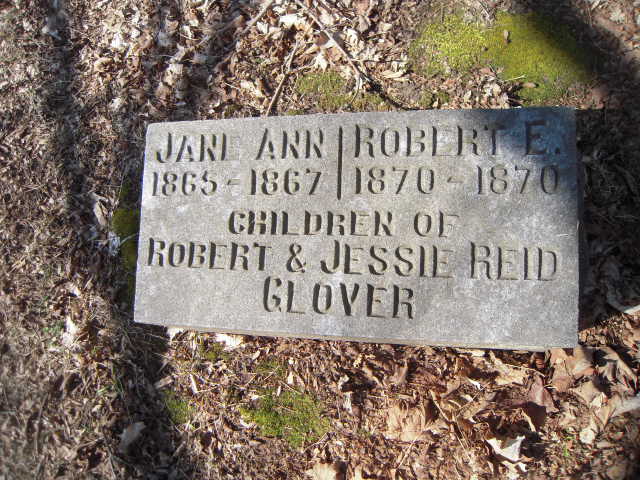 JANE ANN | ROBERT E.
1865 - 1867 | 1870 - 1870
CHILDREN OF
ROBERT & JESSIE REID
GLOVER